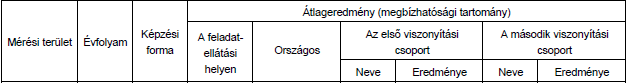 Átlageredmény (megbízhatósági tartomány)
Mérési terület
Évfolyam
Képzési
forma
A feladat-
ellátási
helyen
Országos
Az első viszonyítási
csoport
A második viszonyítási
csoport
Neve
Eredménye
Neve
Eredménye